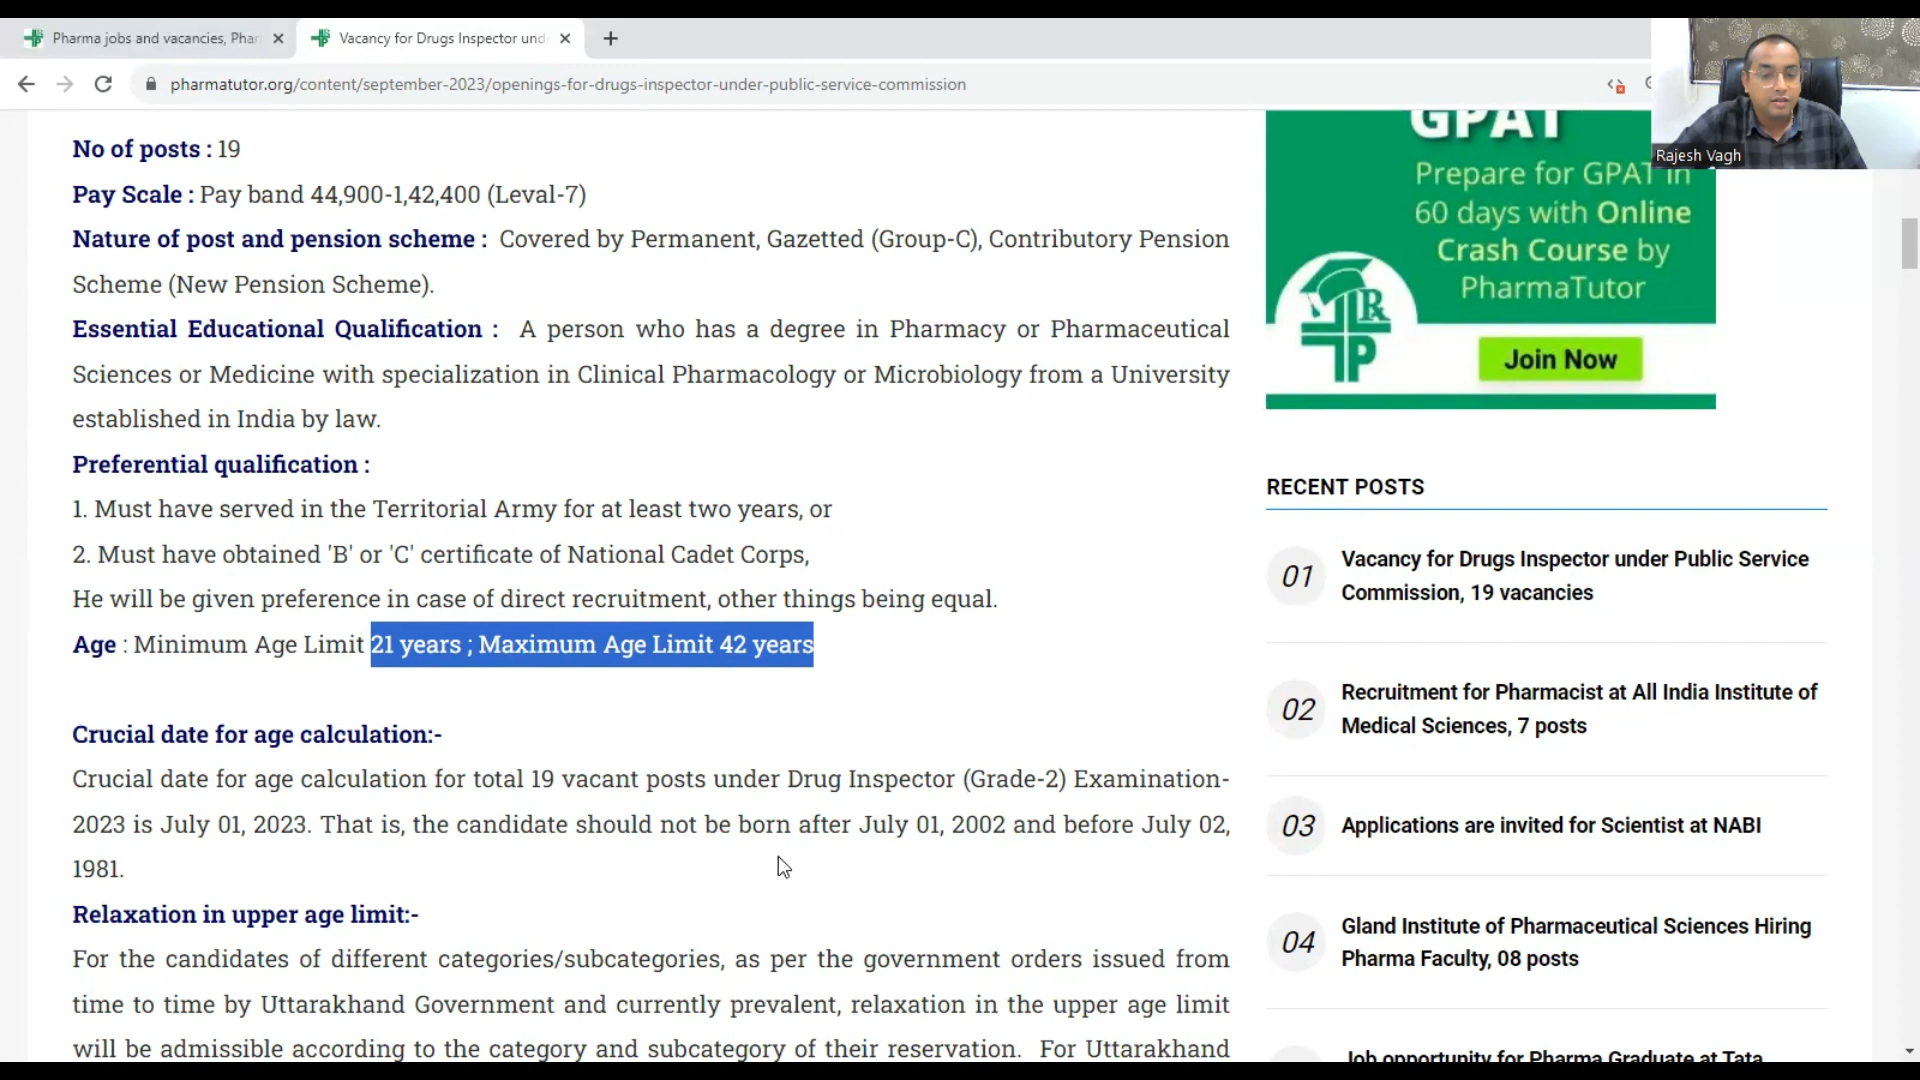 Pharma jobs and vacancies, Phar
Vacancy for Drugs Inspector und
pharmatutor.org/content/september-2023/openings-for-drugs-inspector-under-public-service-commission
Rajesh Vagh
No of posts : 19
Pay Scale : Pay band 44,900-1,42,400 (Leval-7)
Nature of post and pension scheme : Covered by Permanent, Gazetted (Group-C), Contributory Pension
Scheme (New Pension Scheme).
Essential Educational Qualification : A person who has a degree in Pharmacy or Pharmaceutical
Sciences or Medicine with specialization in Clinical Pharmacology or Microbiology from a University
established in India by law.
Preferential qualification :
1. Must have served in the Territorial Army for at least two years, or
2. Must have obtained 'B' or 'C' certificate of National Cadet Corps,
He will be given preference in case of direct recruitment, other things being equal.
Age : Minimum Age Limit 21 years ; Maximum Age Limit 42 years
Crucial date for age calculation:-
Crucial date for age calculation for total 19 vacant posts under Drug Inspector (Grade-2) Examination-
2023 is July 01, 2023. That is, the candidate should not be born after July 01, 2002 and before July 02,
1981.
Relaxation in upper age limit:-
For the candidates of different categories/subcategories, as per the government orders issued from
time to time by Uttarakhand Government and currently prevalent, relaxation in the upper age limit
will be admissible according to the category and subcategory of their reservation. For Uttarakhand
GPAT
Prepare for GPAT in
60 days with Online
Crash Course by
PharmaTutor
Rx
P
Join Now
RECENT POSTS
01
Vacancy for Drugs Inspector under Public Service
Commission, 19 vacancies
02
Recruitment for Pharmacist at All India Institute of
Medical Sciences, 7 posts
03
Applications are invited for Scientist at NABI
04
Gland Institute of Pharmaceutical Sciences Hiring
Pharma Faculty, 08 posts
Job opportunity for Pharma Graduate at Tata